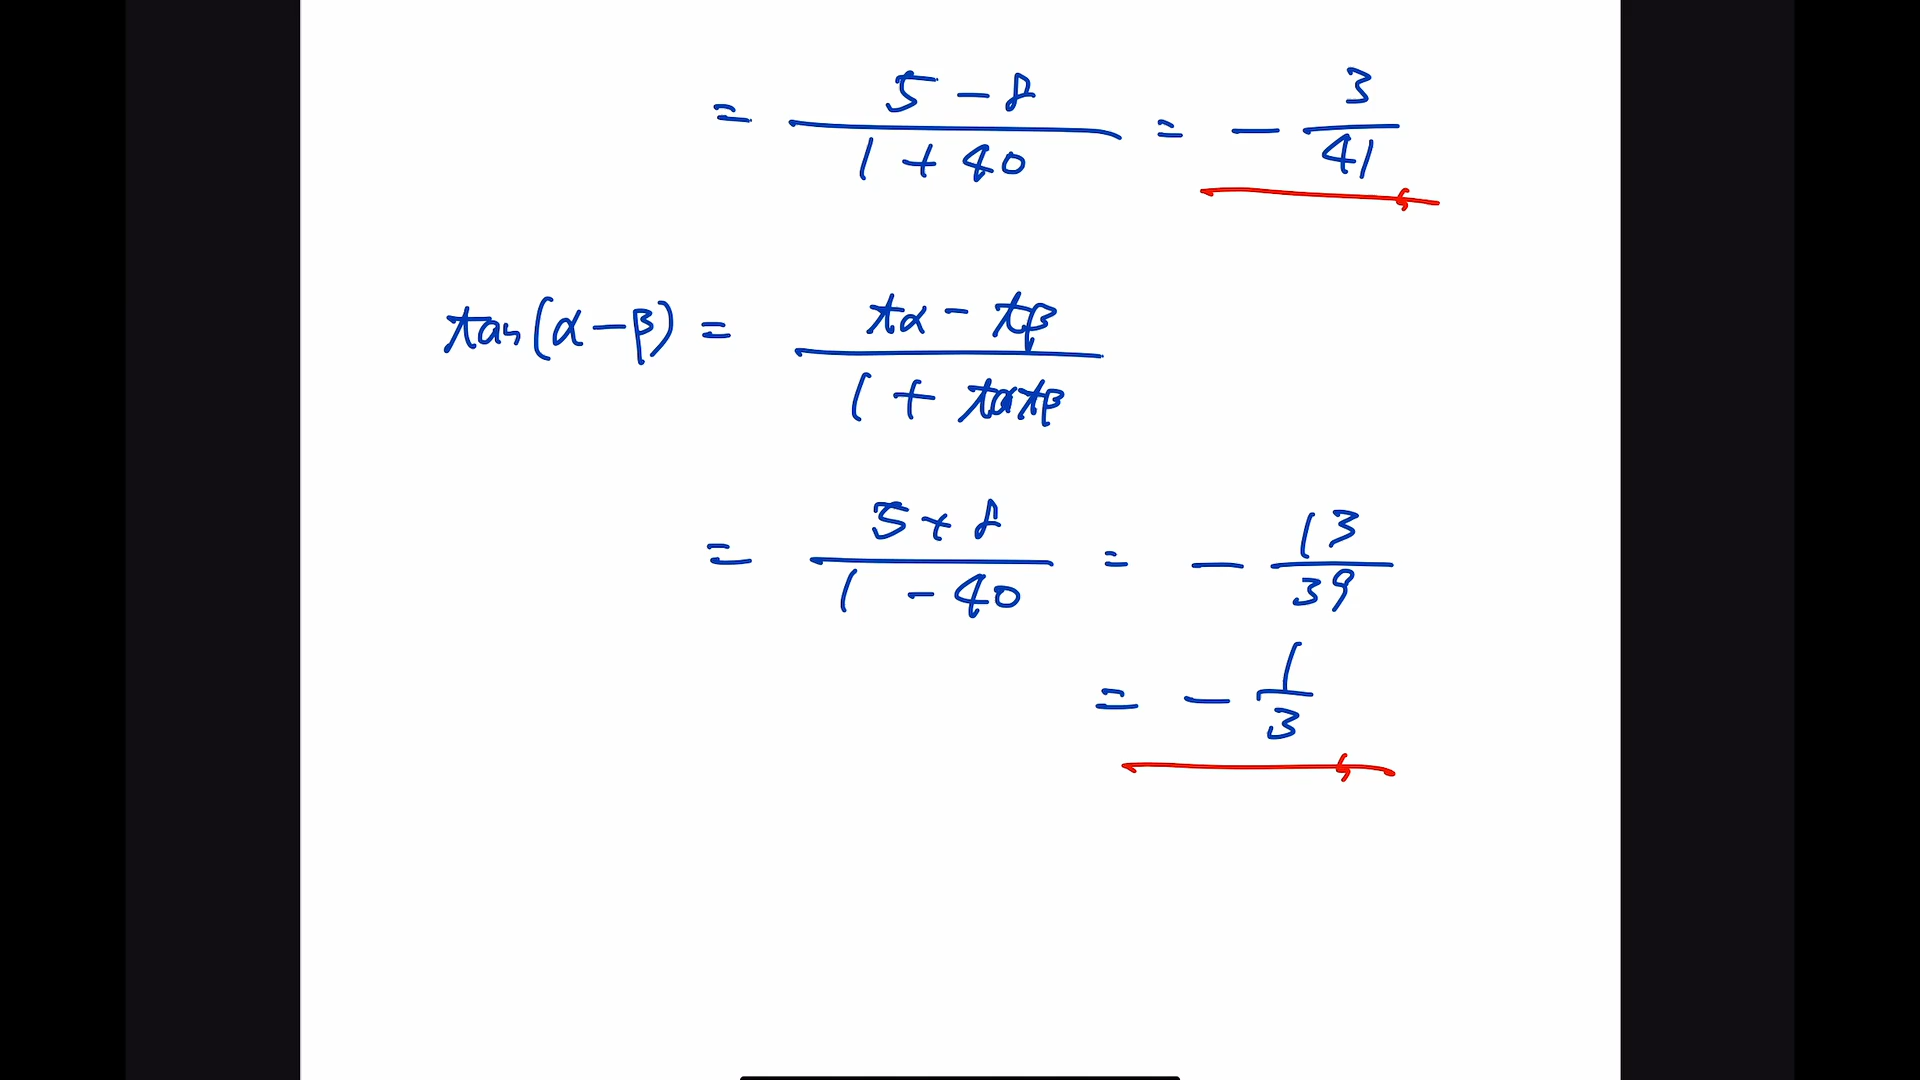 = (5 - 8)/(1 + 40) = - 3/41
tan(α-β) = (tα - tβ)/(1 + tαtβ)
= (5 + 8)/(1 - 40) = - 13/39
= - 1/3